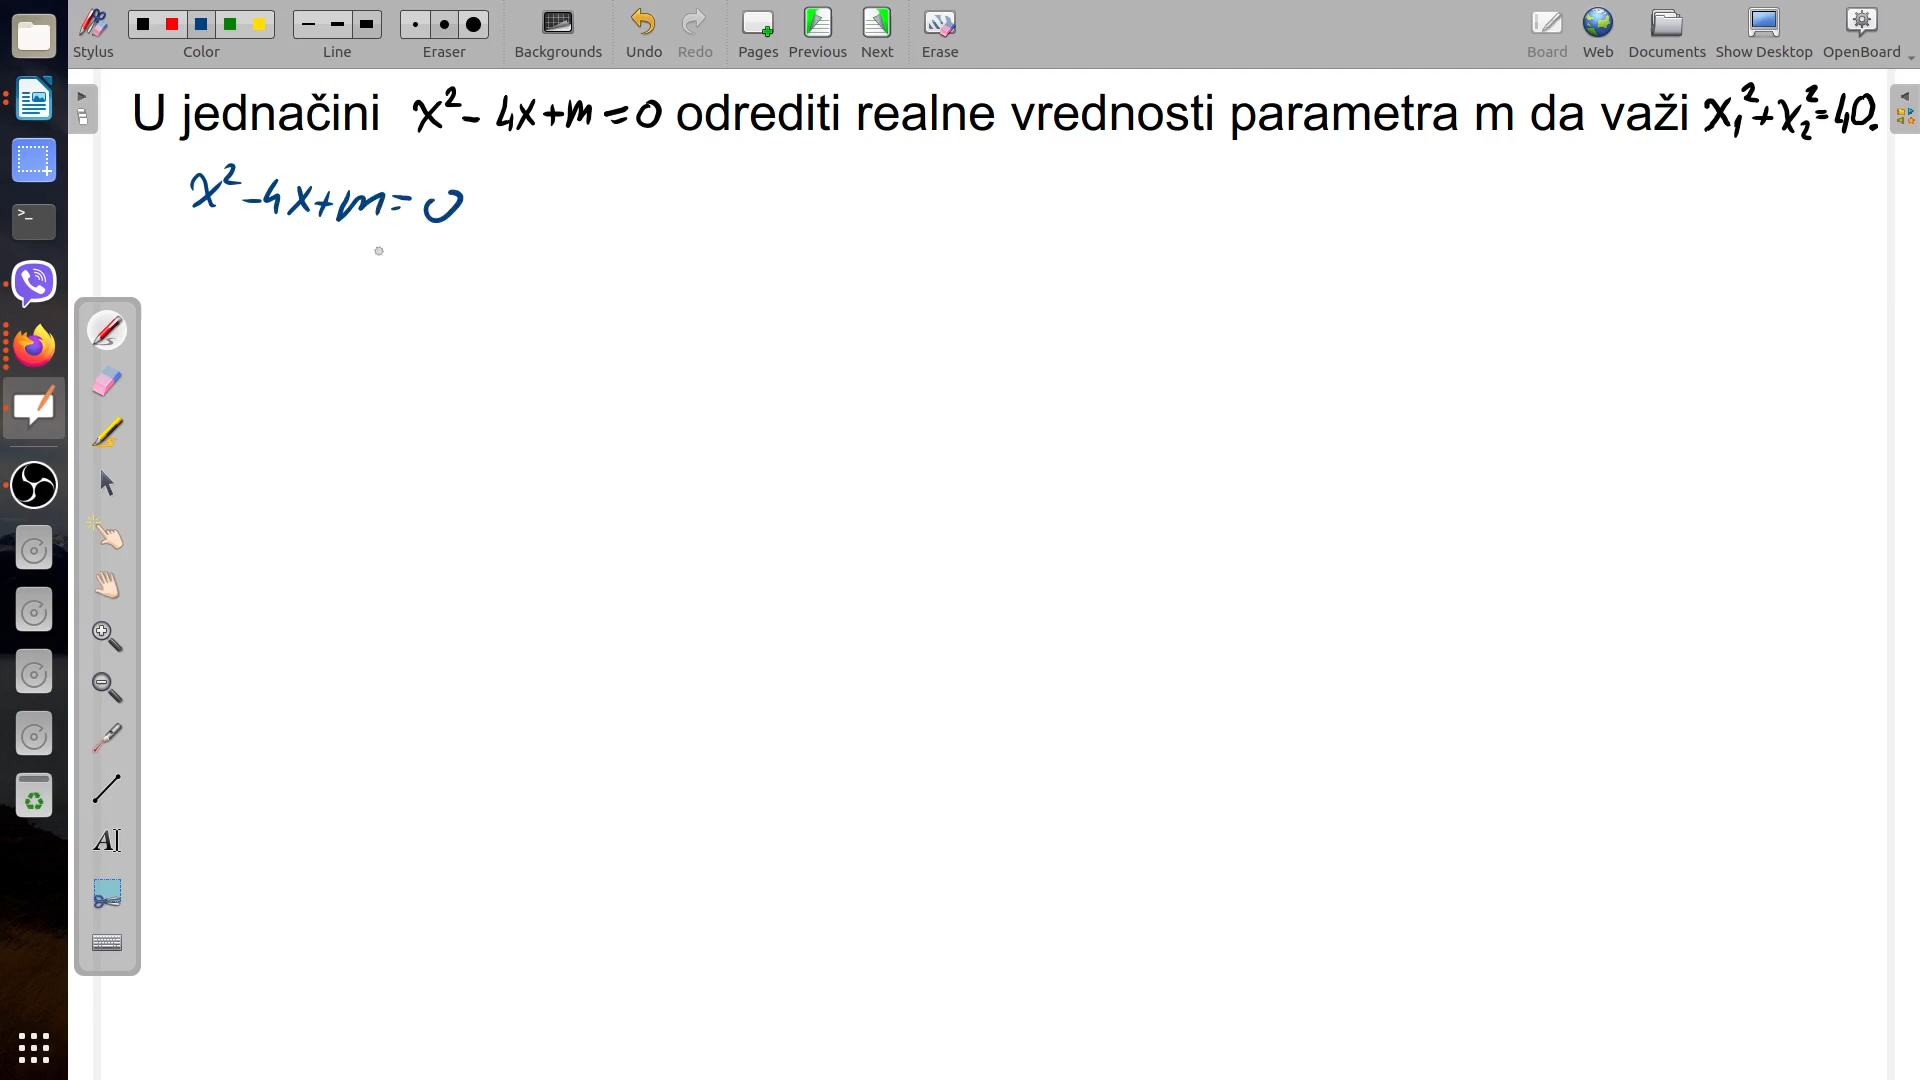 Stylus Color Line Eraser Backgrounds Undo Redo Pages Previous Next Erase Board Web Documents Show Desktop OpenBoard
U jednačini x² - 4x+m = 0 odrediti realne vrednosti parametra m da važi x₁²+x₂²=40.
x²-4x+m=0
AI